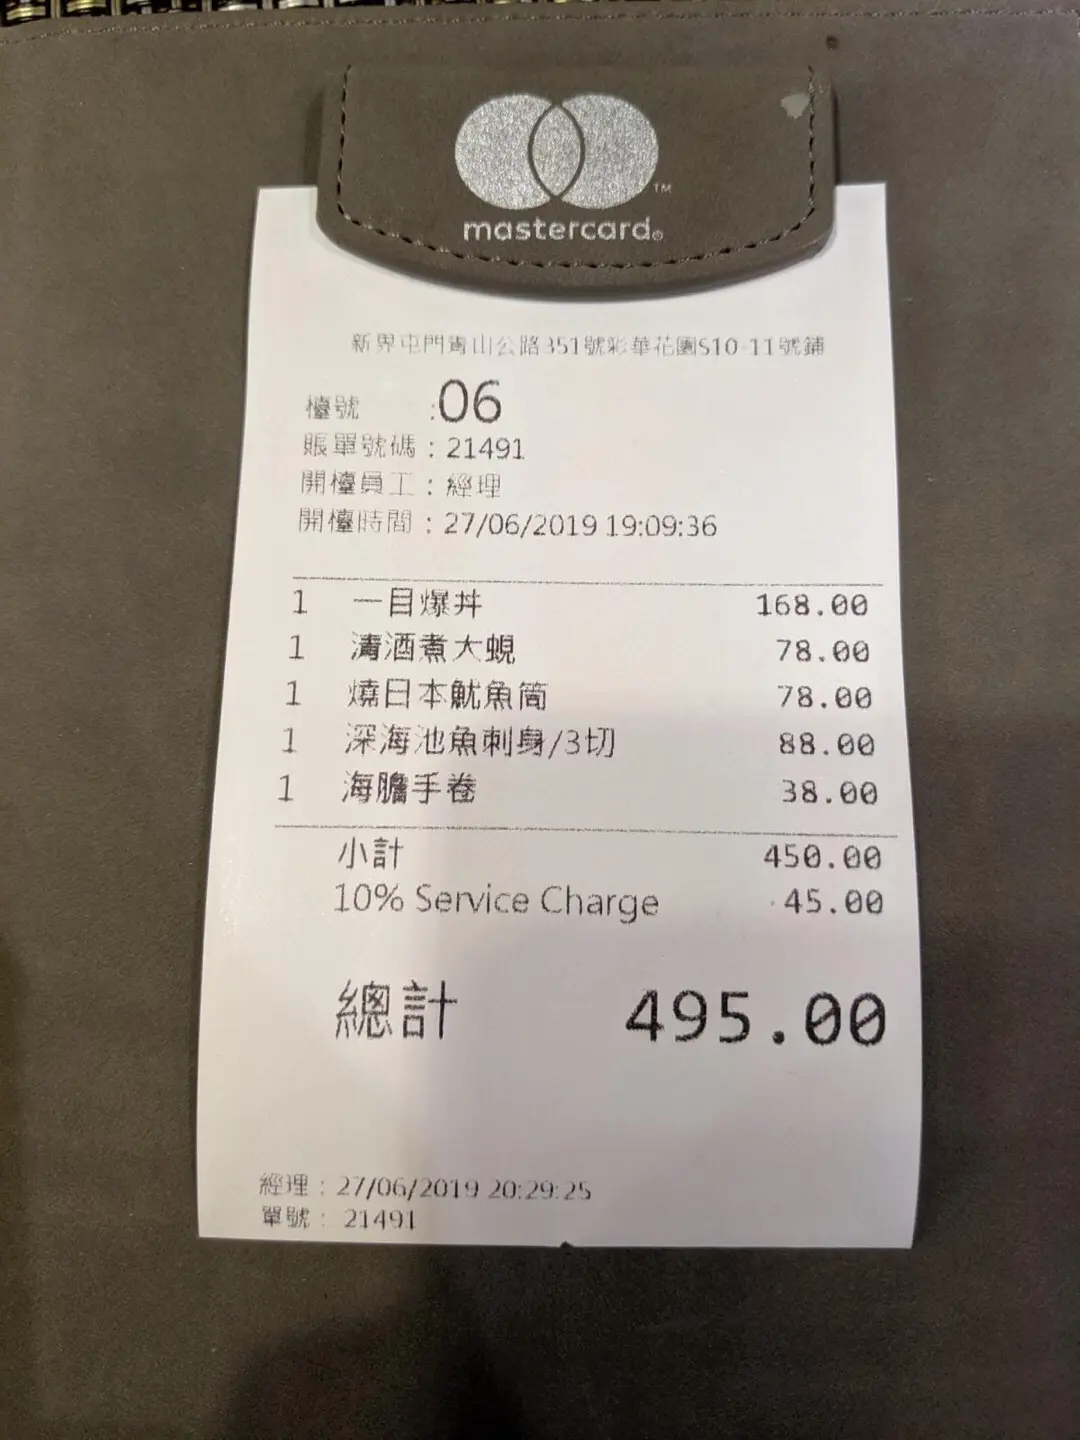 mastercard®
新界屯門青山公路351號彩華花園S10-11號鋪
檯號 :06
賬單號碼 : 21491
開檯員工 : 經理
開檯時間 : 27/06/2019 19:09:36
1 一目爆丼 168.00
1 清酒煮大蜆 78.00
1 燒日本魷魚筒 78.00
1 深海池魚刺身/3切 88.00
1 海膽手卷 38.00
小計 450.00
10% Service Charge 45.00
總計 495.00
經理 : 27/06/2019 20:29:25
單號 : 21491